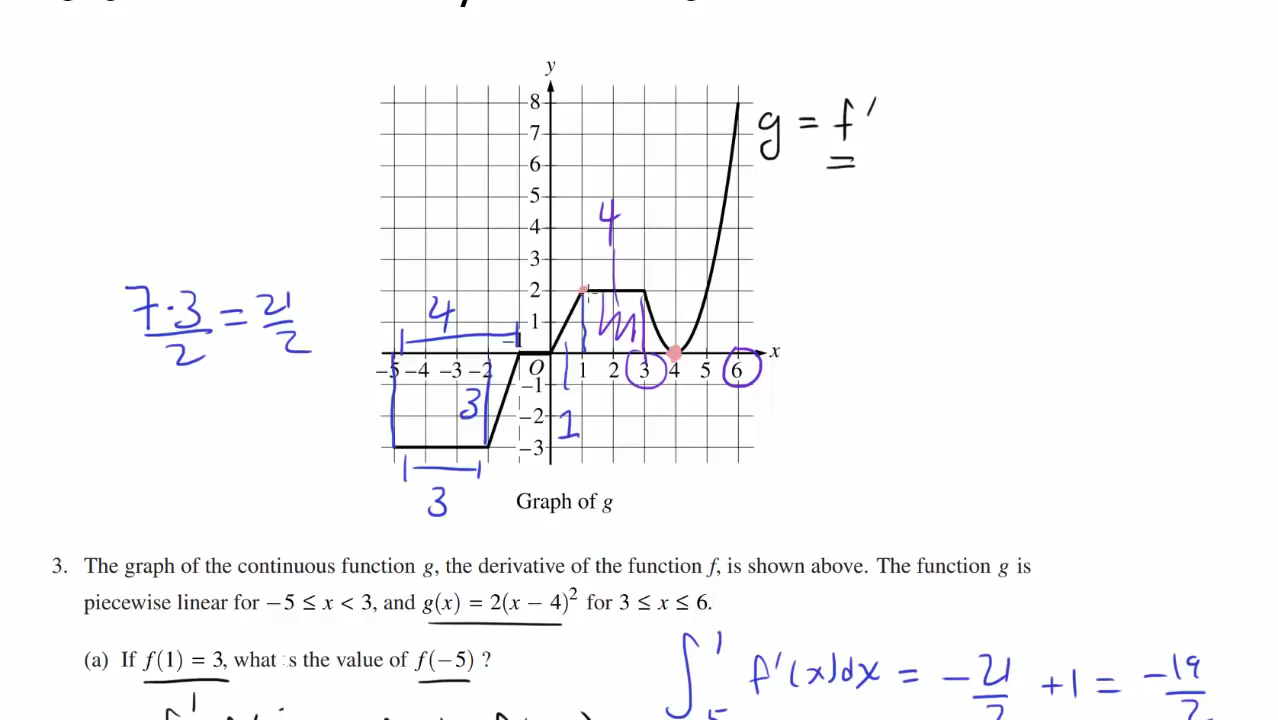 y
8
7
6
5
4
3
2
1
g = f'
4
7·3/2 = 21/2
4
-5 -4 -3 -2 O 1 2 3 4 5 6 x
-1
-2
-3
3
1
3
Graph of g
3. The graph of the continuous function g, the derivative of the function f, is shown above. The function g is
piecewise linear for −5 ≤ x < 3, and g(x) = 2(x − 4)² for 3 ≤ x ≤ 6.
(a) If f(1) = 3, what is the value of f(−5) ?
∫ 1 f'(x)dx = -21/2 + 1 = -19/2